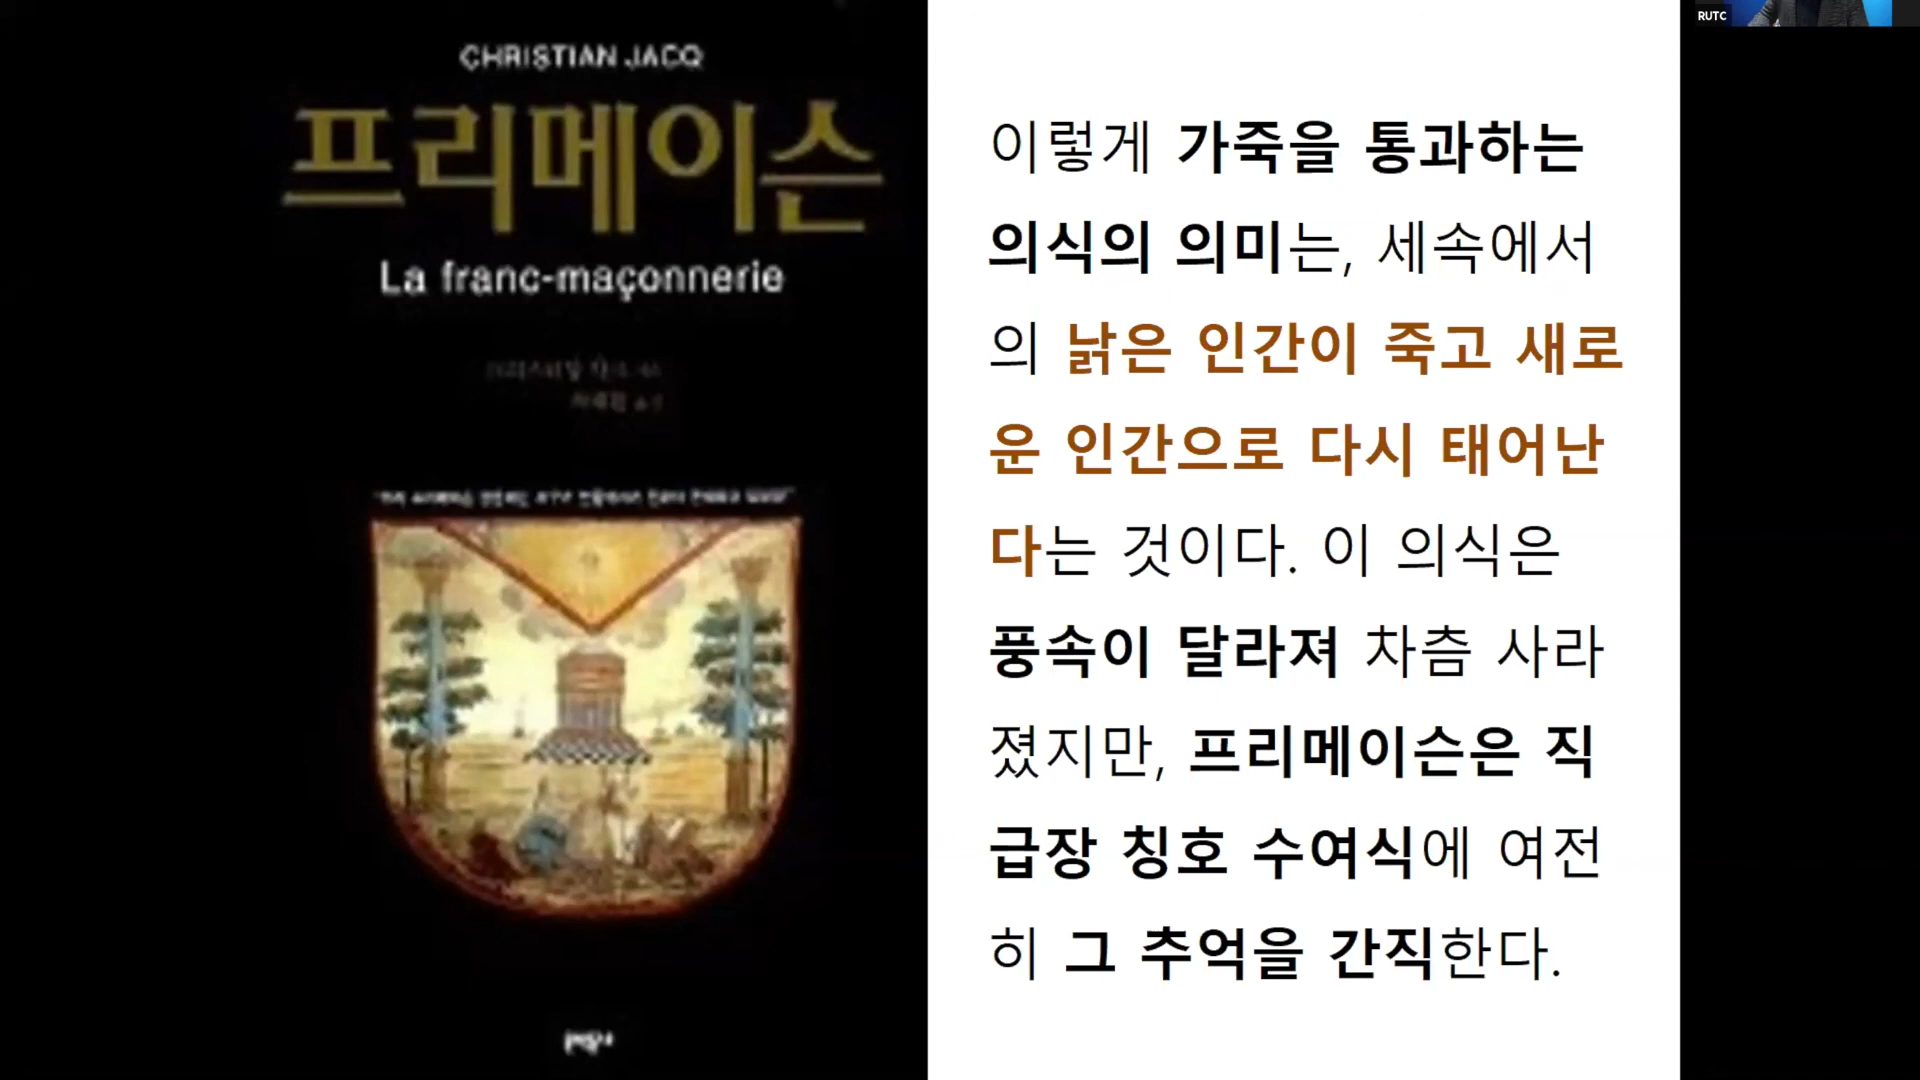 CHRISTIAN JACQ
프리메이슨
La franc-maçonnerie
이렇게 가죽을 통과하는
의식의 의미는, 세속에서
의 낡은 인간이 죽고 새로
운 인간으로 다시 태어난
다는 것이다. 이 의식은
풍속이 달라져 차츰 사라
졌지만, 프리메이슨은 직
급장 칭호 수여식에 여전
히 그 추억을 간직한다.
RUTC